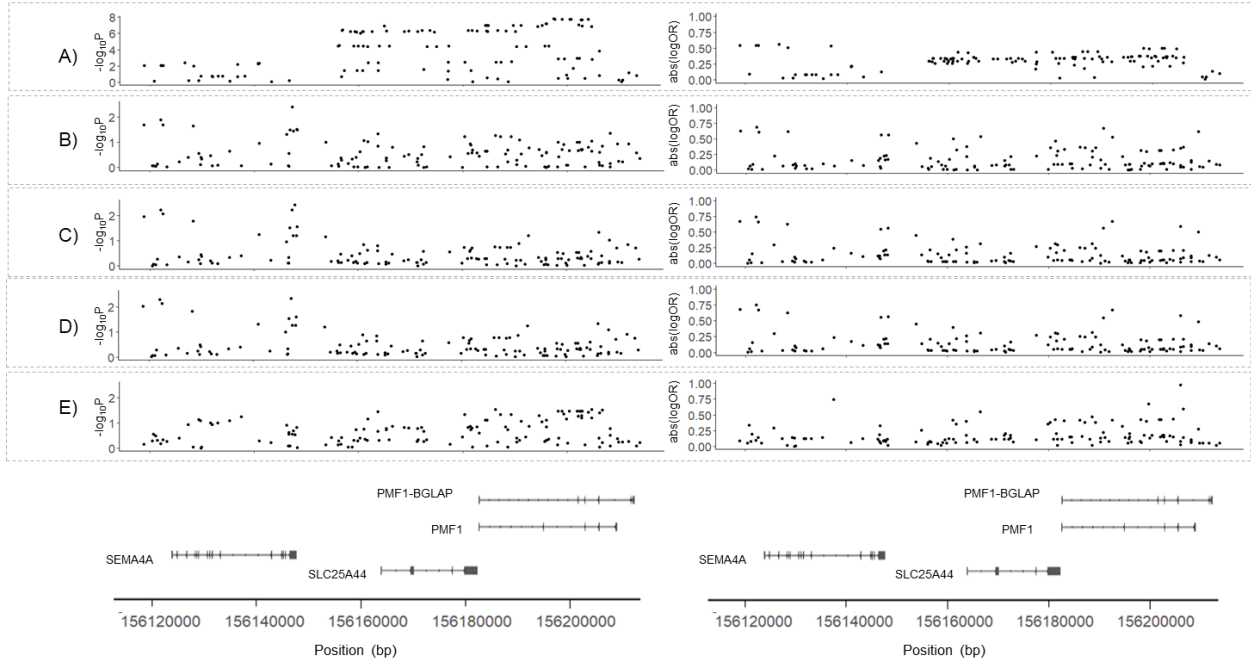 A)
-log10P
8
6
4
2
0
abs(logOR)
1.00
0.75
0.50
0.25
0.00
B)
-log10P
2
1
0
abs(logOR)
1.00
0.75
0.50
0.25
0.00
C)
-log10P
2
1
0
abs(logOR)
1.00
0.75
0.50
0.25
0.00
D)
-log10P
2
1
0
abs(logOR)
1.00
0.75
0.50
0.25
0.00
E)
-log10P
2
1
0
abs(logOR)
1.00
0.75
0.50
0.25
0.00
PMF1-BGLAP PMF1-BGLAP
PMF1 PMF1
SEMA4A SEMA4A
SLC25A44 SLC25A44
156120000 156140000 156160000 156180000 156200000 156120000 156140000 156160000 156180000 156200000
Position (bp) Position (bp)